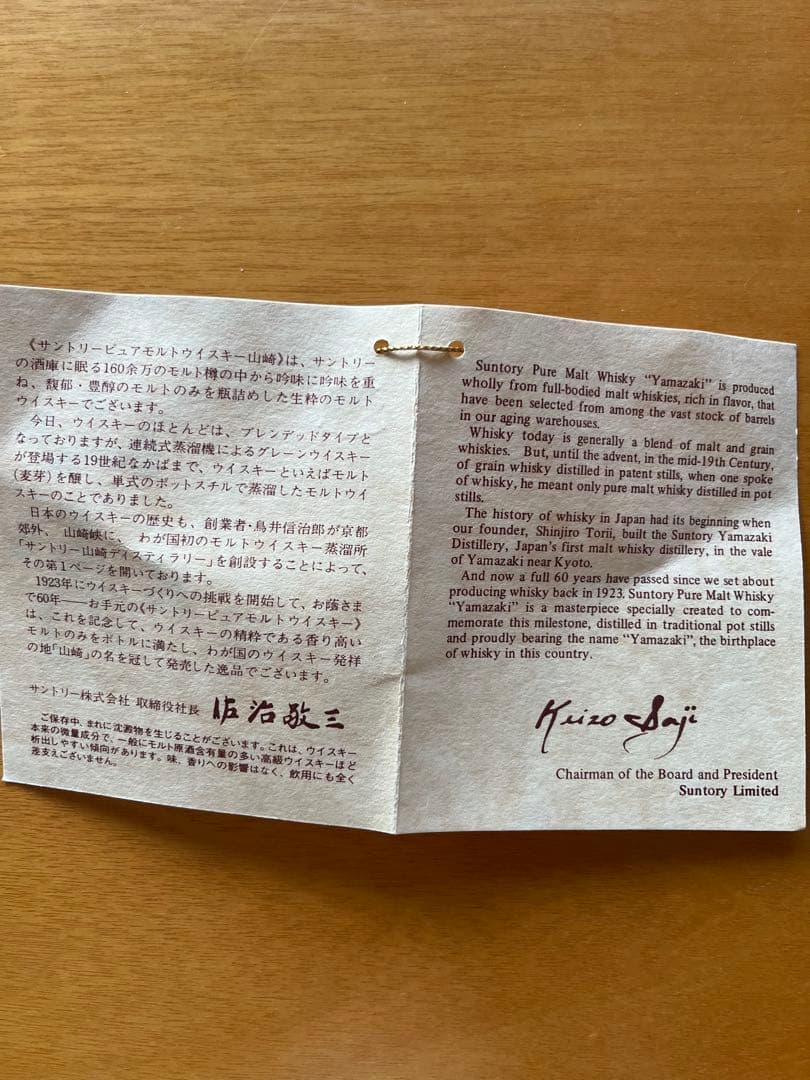 《サントリーピュアモルトウイスキー山崎》は、サントリー
の酒庫に眠る160余万のモルト樽の中から吟味に吟味を重
ね、馥郁・豊醇のモルトのみを瓶詰めした生粋のモルト
ウイスキーでございます。
今日、ウイスキーのほとんどは、ブレンデッドタイプと
なっておりますが、連続式蒸溜機によるグレーンウイスキー
が登場する19世紀なかばまで、ウイスキーといえばモルト
(麦芽)を醸し、単式のポットスチルで蒸溜したモルトウイ
スキーのことでありました。
日本のウイスキーの歴史も、創業者・鳥井信治郎が京都
郊外、山崎峡に、わが国初のモルトウイスキー蒸溜所
「サントリー山崎ディスティラリー」を創設することによって、
その第1ページを開いております。
1923年にウイスキーづくりへの挑戦を開始して、お蔭さま
で60年——お手元の《サントリーピュアモルトウイスキー》
は、これを記念して、ウイスキーの精粋である香り高い
モルトのみをボトルに満たし、わが国のウイスキー発祥
の地「山崎」の名を冠して発売した逸品でございます。
サントリー株式会社 取締役社長 佐治敬三
ご保存中、まれに沈澱物を生じることがございます。これは、ウイスキー
本来の微量成分で、一般にモルト原酒含有量の多い高級ウイスキーほど
析出しやすい傾向があります。味、香りへの影響はなく、飲用にも全く
差支えございません。
Suntory Pure Malt Whisky "Yamazaki" is produced
wholly from full-bodied malt whiskies, rich in flavor, that
have been selected from among the vast stock of barrels
in our aging warehouses.
Whisky today is generally a blend of malt and grain
whiskies. But, until the advent, in the mid-19th Century,
of grain whisky distilled in patent stills, when one spoke
of whisky, he meant only pure malt whisky distilled in pot
stills.
The history of whisky in Japan had its beginning when
our founder, Shinjiro Torii, built the Suntory Yamazaki
Distillery, Japan's first malt whisky distillery, in the vale
of Yamazaki near Kyoto.
And now a full 60 years have passed since we set about
producing whisky back in 1923. Suntory Pure Malt Whisky
"Yamazaki" is a masterpiece specially created to com-
memorate this milestone, distilled in traditional pot stills
and proudly bearing the name "Yamazaki", the birthplace
of whisky in this country.
Keizo Saji
Chairman of the Board and President
Suntory Limited